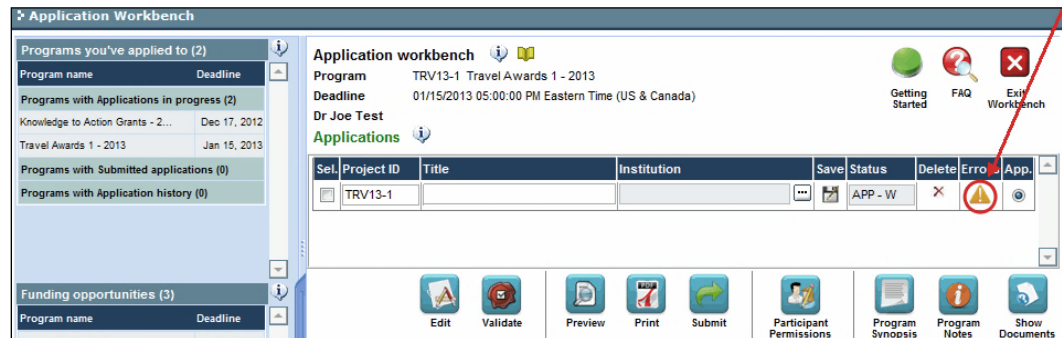 Application Workbench
Programs you've applied to (2)
Program name Deadline
Programs with Applications in progress (2)
Knowledge to Action Grants - 2... Dec 17, 2012
Travel Awards 1 - 2013 Jan 15, 2013
Programs with Submitted applications (0)
Programs with Application history (0)
Funding opportunities (3)
Program name Deadline
Application workbench
Program TRV13-1 Travel Awards 1 - 2013
Deadline 01/15/2013 05:00:00 PM Eastern Time (US & Canada)
Dr Joe Test
Applications
Getting Started
FAQ
Exit Workbench
Sel. Project ID Title Institution Save Status Delete Errors App.
TRV13-1 ... APP - W
Edit Validate Preview Print Submit Participant Permissions Program Synopsis Program Notes Show Documents